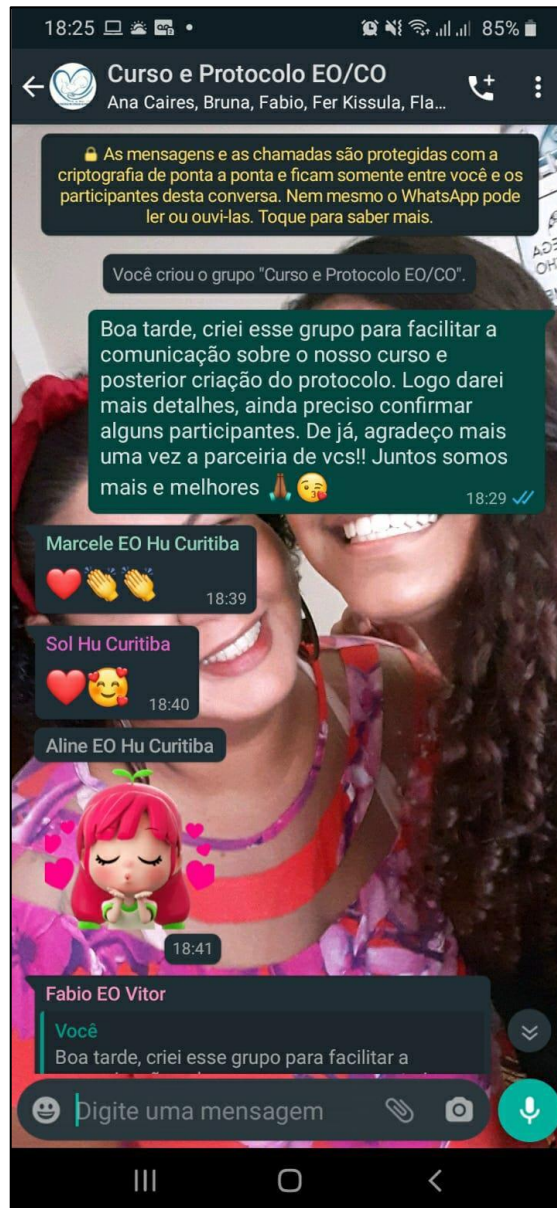 18:25 85%
Curso e Protocolo EO/CO
Ana Caires, Bruna, Fabio, Fer Kissula, Fla...
As mensagens e as chamadas são protegidas com a
criptografia de ponta a ponta e ficam somente entre você e os
participantes desta conversa. Nem mesmo o WhatsApp pode
ler ou ouvi-las. Toque para saber mais.
Você criou o grupo "Curso e Protocolo EO/CO".
Boa tarde, criei esse grupo para facilitar a
comunicação sobre o nosso curso e
posterior criação do protocolo. Logo darei
mais detalhes, ainda preciso confirmar
alguns participantes. De já, agradeço mais
uma vez a parceiria de vcs!! Juntos somos
mais e melhores 🙏🏾😘
18:29
Marcele EO Hu Curitiba
❤️👏👏
18:39
Sol Hu Curitiba
❤️🥰
18:40
Aline EO Hu Curitiba
18:41
Fabio EO Vitor
Você
Boa tarde, criei esse grupo para facilitar a
Digite uma mensagem